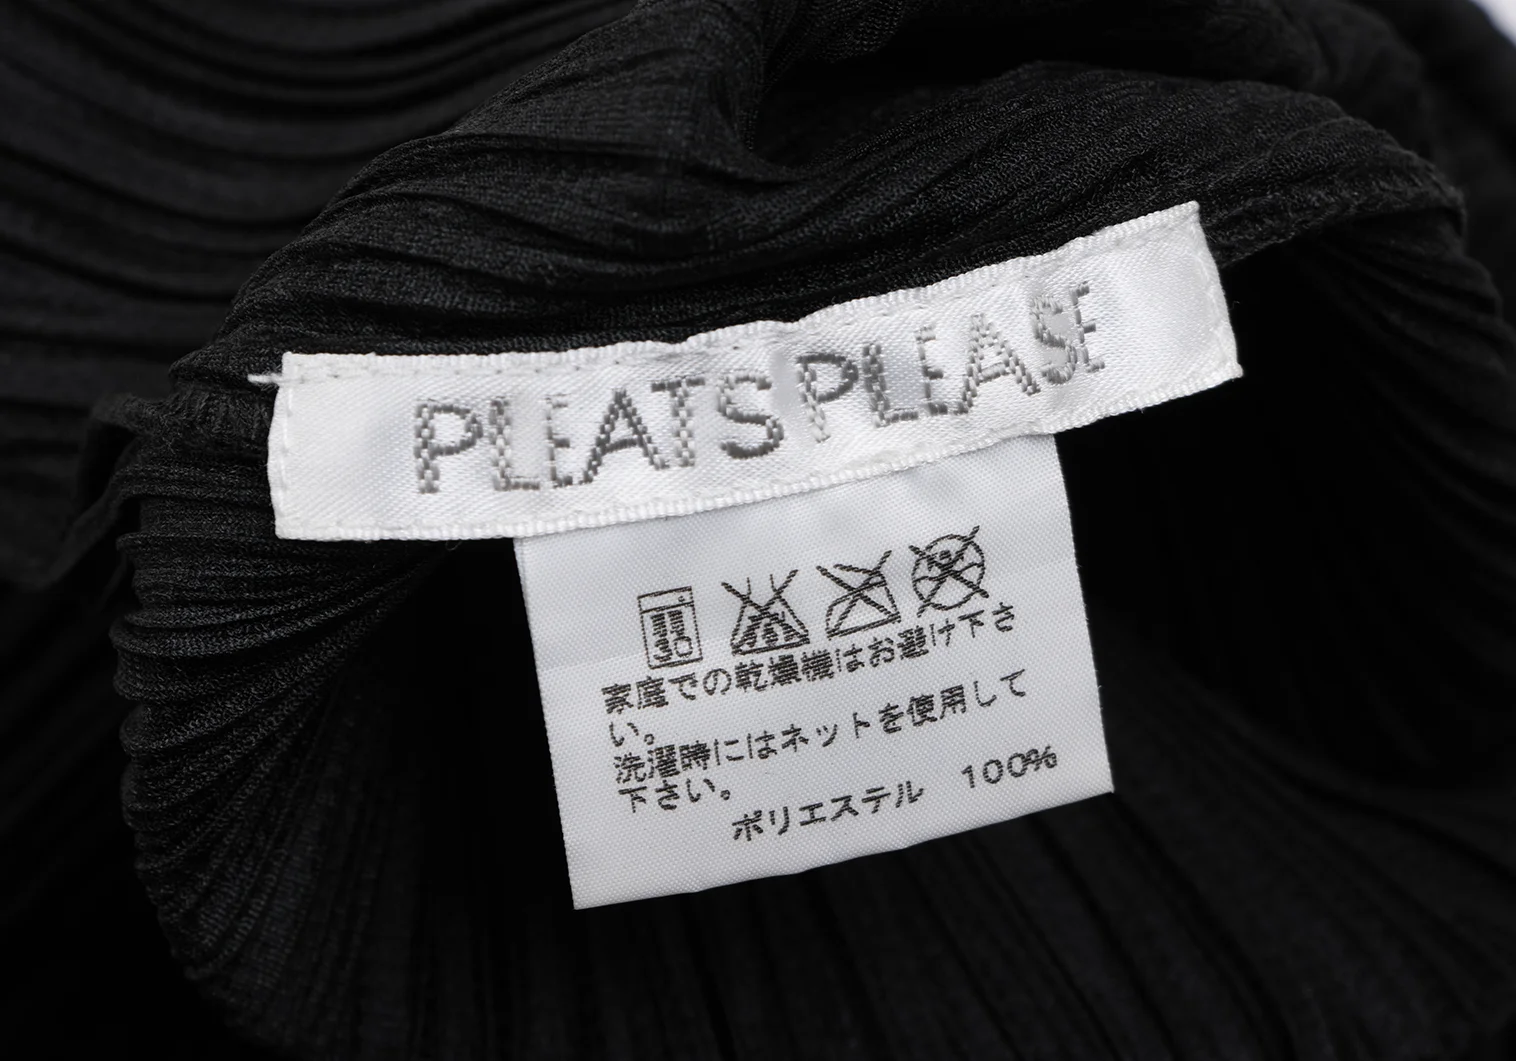 PLEATS PLEASE
30
家庭での乾燥機はお避け下さ
い。
洗濯時にはネットを使用して
下さい。
ポリエステル 100%